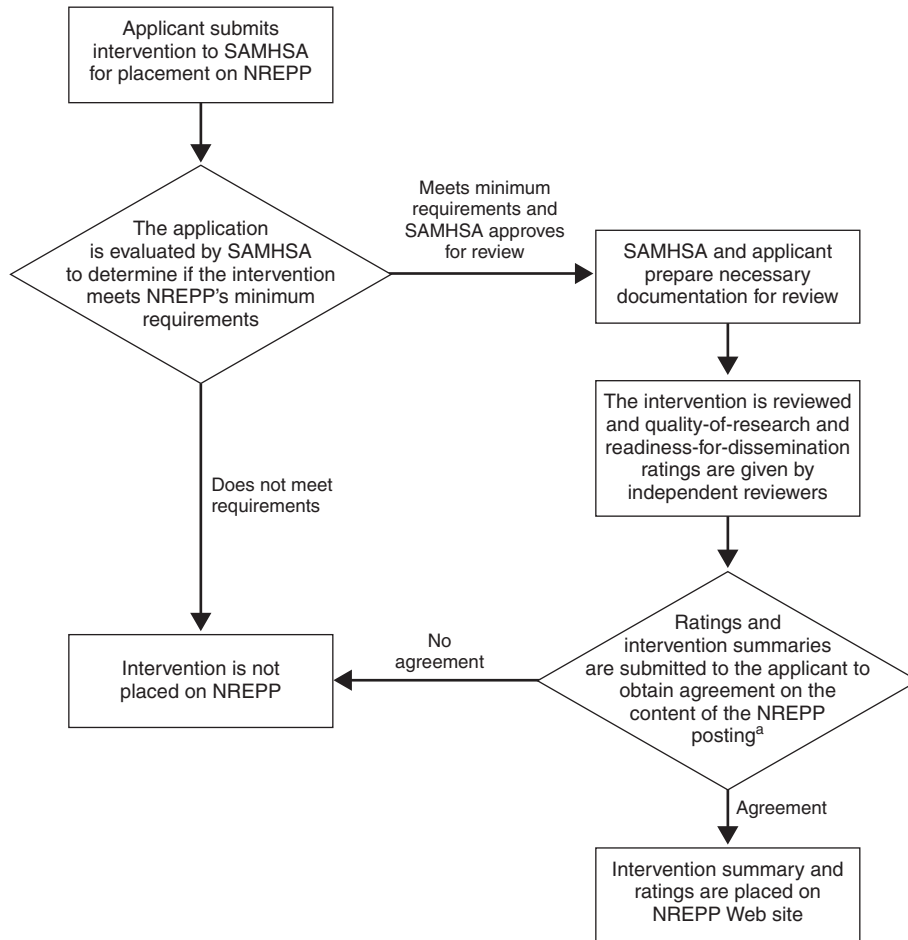 Applicant submits
intervention to SAMHSA
for placement on NREPP
The application
is evaluated by SAMHSA
to determine if the intervention
meets NREPP's minimum
requirements
Meets minimum
requirements and
SAMHSA approves
for review
SAMHSA and applicant
prepare necessary
documentation for review
The intervention is reviewed
and quality-of-research and
readiness-for-dissemination
ratings are given by
independent reviewers
Does not meet
requirements
Ratings and
intervention summaries
are submitted to the applicant to
obtain agreement on the
content of the NREPP
postingᵃ
No
agreement
Intervention is not
placed on NREPP
Agreement
Intervention summary and
ratings are placed on
NREPP Web site